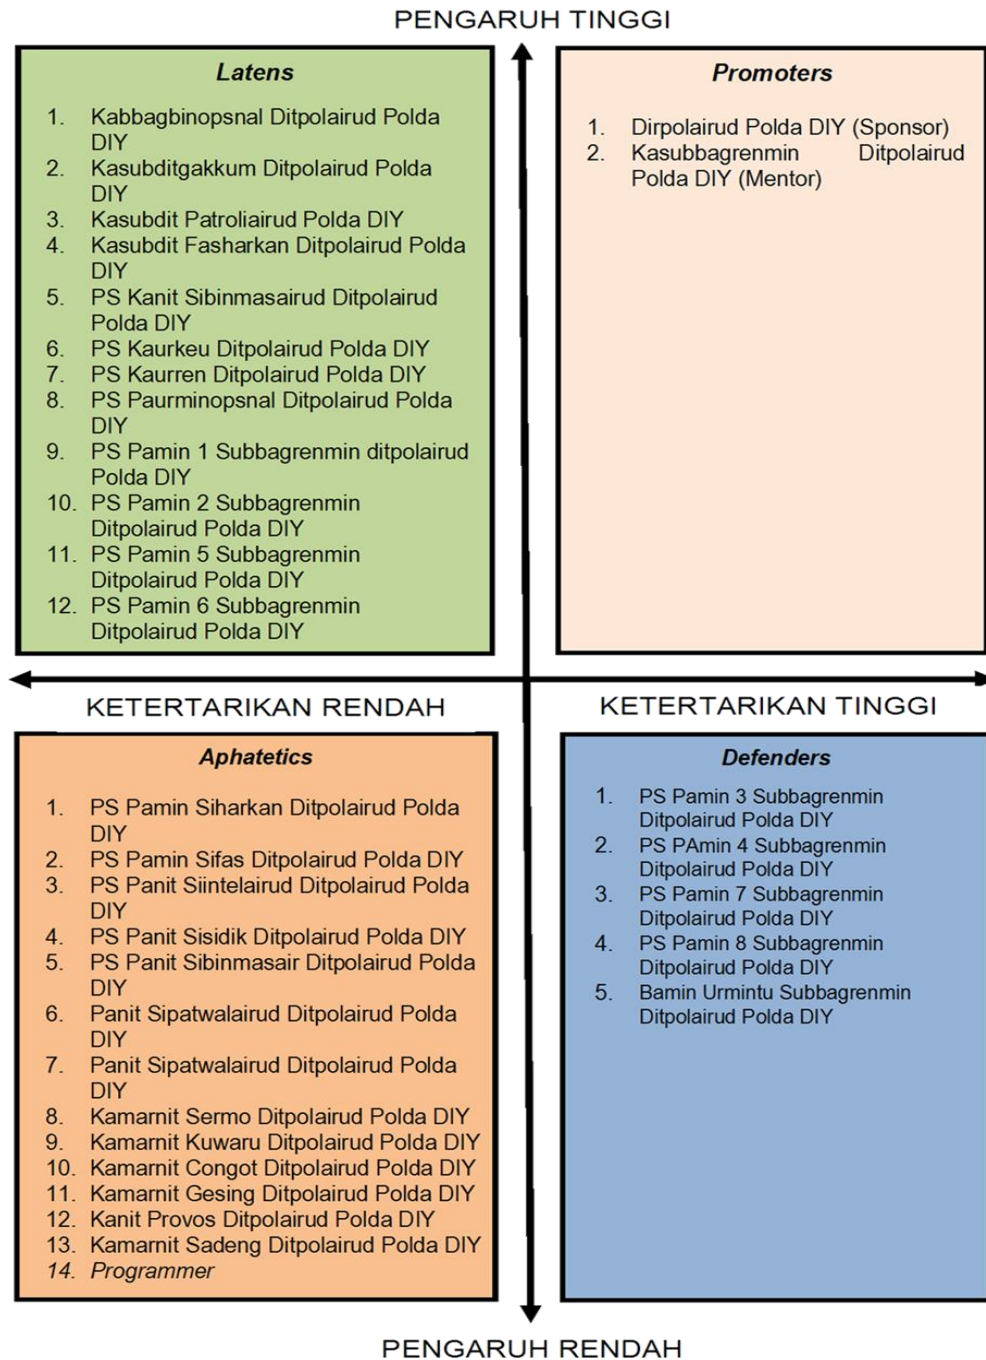 PENGARUH TINGGI
Latens
1. Kabbagbinopsnal Ditpolairud Polda
DIY
2. Kasubditgakkum Ditpolairud Polda
DIY
3. Kasubdit Patroliairud Polda DIY
4. Kasubdit Fasharkan Ditpolairud Polda
DIY
5. PS Kanit Sibinmasairud Ditpolairud
Polda DIY
6. PS Kaurkeu Ditpolairud Polda DIY
7. PS Kaurren Ditpolairud Polda DIY
8. PS Paurminopsnal Ditpolairud Polda
DIY
9. PS Pamin 1 Subbagrenmin ditpolairud
Polda DIY
10. PS Pamin 2 Subbagrenmin
Ditpolairud Polda DIY
11. PS Pamin 5 Subbagrenmin
Ditpolairud Polda DIY
12. PS Pamin 6 Subbagrenmin
Ditpolairud Polda DIY
Promoters
1. Dirpolairud Polda DIY (Sponsor)
2. Kasubbagrenmin Ditpolairud
Polda DIY (Mentor)
KETERTARIKAN RENDAH
KETERTARIKAN TINGGI
Aphatetics
1. PS Pamin Siharkan Ditpolairud Polda
DIY
2. PS Pamin Sifas Ditpolairud Polda DIY
3. PS Panit Siintelairud Ditpolairud Polda
DIY
4. PS Panit Sisidik Ditpolairud Polda DIY
5. PS Panit Sibinmasair Ditpolairud Polda
DIY
6. Panit Sipatwalairud Ditpolairud Polda
DIY
7. Panit Sipatwalairud Ditpolairud Polda
DIY
8. Kamarnit Sermo Ditpolairud Polda DIY
9. Kamarnit Kuwaru Ditpolairud Polda DIY
10. Kamarnit Congot Ditpolairud Polda DIY
11. Kamarnit Gesing Ditpolairud Polda DIY
12. Kanit Provos Ditpolairud Polda DIY
13. Kamarnit Sadeng Ditpolairud Polda DIY
14. Programmer
Defenders
1. PS Pamin 3 Subbagrenmin
Ditpolairud Polda DIY
2. PS PAmin 4 Subbagrenmin
Ditpolairud Polda DIY
3. PS Pamin 7 Subbagrenmin
Ditpolairud Polda DIY
4. PS Pamin 8 Subbagrenmin
Ditpolairud Polda DIY
5. Bamin Urmintu Subbagrenmin
Ditpolairud Polda DIY
PENGARUH RENDAH